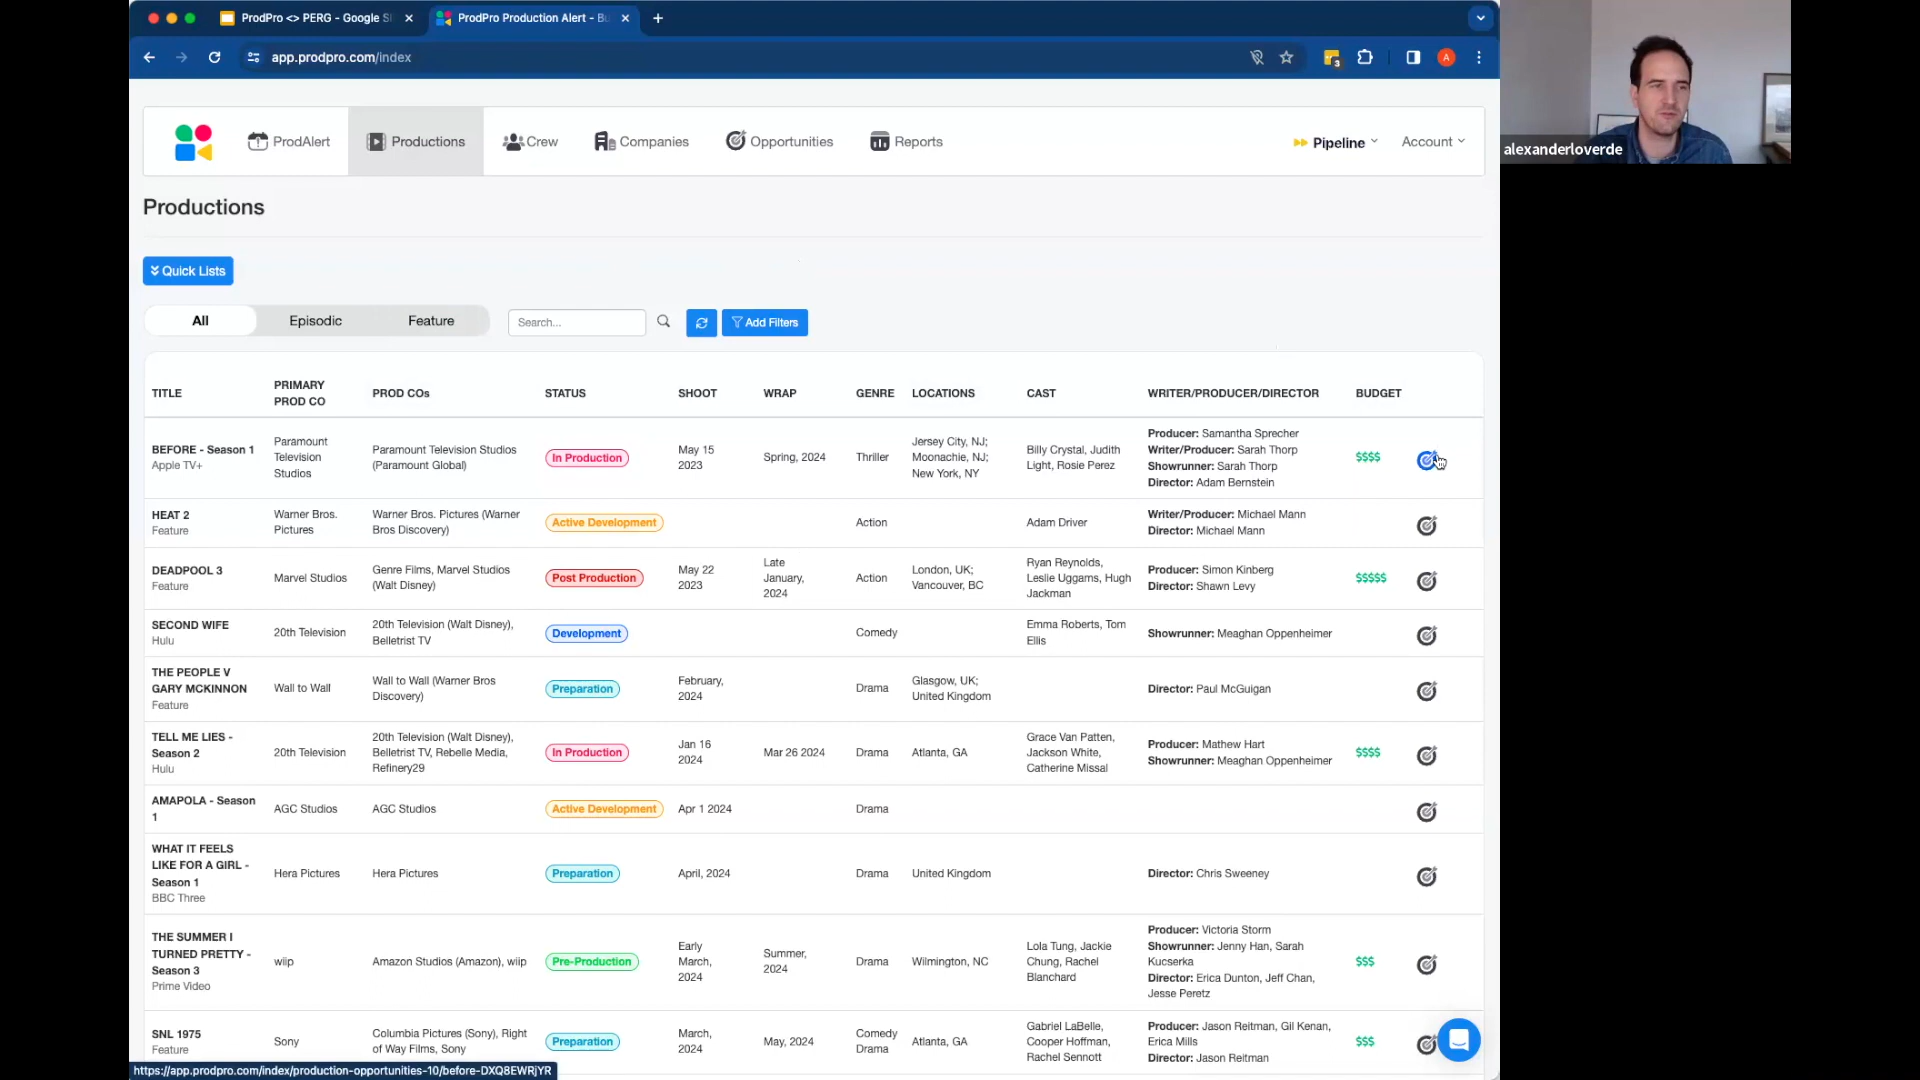 ProdPro <> PERG - Google Sl
ProdPro Production Alert - Bu
app.prodpro.com/index
3
A
alexanderloverde
ProdAlert
Productions
Crew
Companies
Opportunities
Reports
Pipeline
Account
Productions
Quick Lists
All
Episodic
Feature
Search...
Add Filters
TITLE
PRIMARY
PROD CO
PROD COs
STATUS
SHOOT
WRAP
GENRE
LOCATIONS
CAST
WRITER/PRODUCER/DIRECTOR
BUDGET
BEFORE - Season 1
Apple TV+
Paramount
Television
Studios
Paramount Television Studios
(Paramount Global)
In Production
May 15
2023
Spring, 2024
Thriller
Jersey City, NJ;
Moonachie, NJ;
New York, NY
Billy Crystal, Judith
Light, Rosie Perez
Producer: Samantha Sprecher
Writer/Producer: Sarah Thorp
Showrunner: Sarah Thorp
Director: Adam Bernstein
$$$$
HEAT 2
Feature
Warner Bros.
Pictures
Warner Bros. Pictures (Warner
Bros Discovery)
Active Development
Action
Adam Driver
Writer/Producer: Michael Mann
Director: Michael Mann
DEADPOOL 3
Feature
Marvel Studios
Genre Films, Marvel Studios
(Walt Disney)
Post Production
May 22
2023
Late
January,
2024
Action
London, UK;
Vancouver, BC
Ryan Reynolds,
Leslie Uggams, Hugh
Jackman
Producer: Simon Kinberg
Director: Shawn Levy
$$$$$
SECOND WIFE
Hulu
20th Television
20th Television (Walt Disney),
Belletrist TV
Development
Comedy
Emma Roberts, Tom
Ellis
Showrunner: Meaghan Oppenheimer
THE PEOPLE V
GARY MCKINNON
Feature
Wall to Wall
Wall to Wall (Warner Bros
Discovery)
Preparation
February,
2024
Drama
Glasgow, UK;
United Kingdom
Director: Paul McGuigan
TELL ME LIES -
Season 2
Hulu
20th Television
20th Television (Walt Disney),
Belletrist TV, Rebelle Media,
Refinery29
In Production
Jan 16
2024
Mar 26 2024
Drama
Atlanta, GA
Grace Van Patten,
Jackson White,
Catherine Missal
Producer: Mathew Hart
Showrunner: Meaghan Oppenheimer
$$$$
AMAPOLA - Season
1
AGC Studios
AGC Studios
Active Development
Apr 1 2024
Drama
WHAT IT FEELS
LIKE FOR A GIRL -
Season 1
BBC Three
Hera Pictures
Hera Pictures
Preparation
April, 2024
Drama
United Kingdom
Director: Chris Sweeney
THE SUMMER I
TURNED PRETTY -
Season 3
Prime Video
wiip
Amazon Studios (Amazon), wiip
Pre-Production
Early
March,
2024
Summer,
2024
Drama
Wilmington, NC
Lola Tung, Jackie
Chung, Rachel
Blanchard
Producer: Victoria Storm
Showrunner: Jenny Han, Sarah
Kucserka
Director: Erica Dunton, Jeff Chan,
Jesse Peretz
$$$
SNL 1975
Feature
Sony
Columbia Pictures (Sony), Right
of Way Films, Sony
Preparation
March,
2024
May, 2024
Comedy
Drama
Atlanta, GA
Gabriel LaBelle,
Cooper Hoffman,
Rachel Sennott
Producer: Jason Reitman, Gil Kenan,
Erica Mills
Director: Jason Reitman
$$$
https://app.prodpro.com/index/production-opportunities-10/before-DXQ8EWRjYR